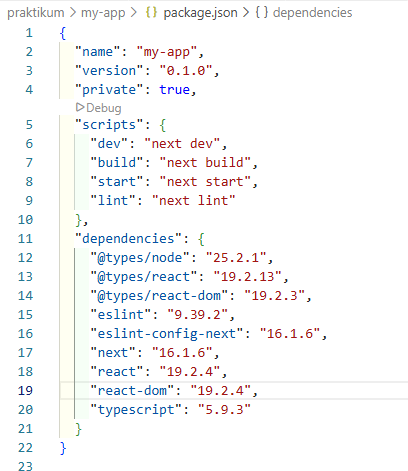 praktikum > my-app > {} package.json > {} dependencies
1 {
2 "name": "my-app",
3 "version": "0.1.0",
4 "private": true,
Debug
5 "scripts": {
6 "dev": "next dev",
7 "build": "next build",
8 "start": "next start",
9 "lint": "next lint"
10 },
11 "dependencies": {
12 "@types/node": "25.2.1",
13 "@types/react": "19.2.13",
14 "@types/react-dom": "19.2.3",
15 "eslint": "9.39.2",
16 "eslint-config-next": "16.1.6",
17 "next": "16.1.6",
18 "react": "19.2.4",
19 "react-dom": "19.2.4",
20 "typescript": "5.9.3"
21 }
22 }
23